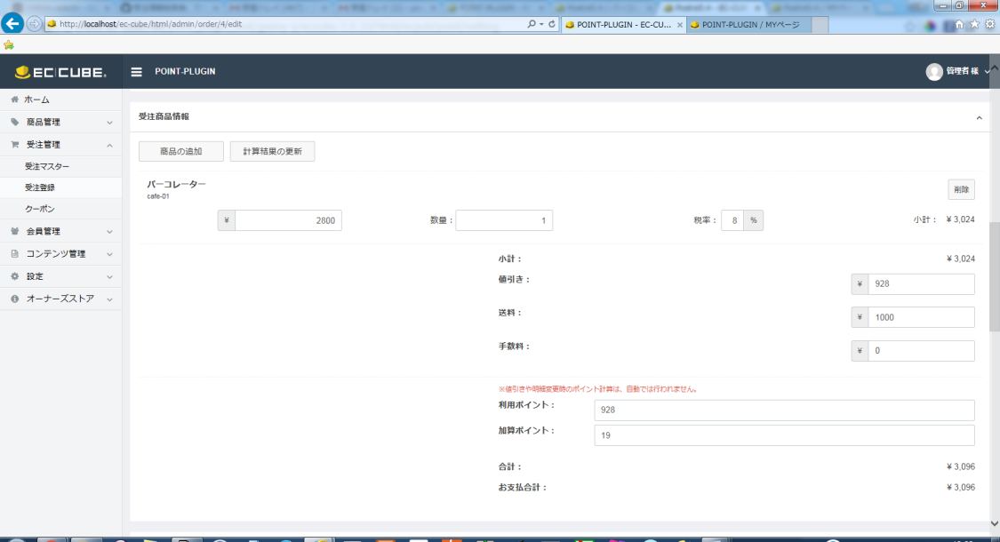 http://localhost/ec-cube/html/admin/order/4/edit
POINT-PLUGIN - EC-CU...
POINT-PLUGIN / MYページ
EC CUBE
POINT-PLUGIN
管理者 様
ホーム
商品管理
受注管理
受注マスター
受注登録
クーポン
会員管理
コンテンツ管理
設定
オーナーズストア
受注商品情報
商品の追加
計算結果の更新
パーコレーター
cafe-01
削除
¥ 2800
数量： 1
税率： 8 %
小計： ¥ 3,024
小計： ¥ 3,024
値引き： ¥ 928
送料： ¥ 1000
手数料： ¥ 0
※値引きや明細変更時のポイント計算は、自動では行われません。
利用ポイント： 928
加算ポイント： 19
合計： ¥ 3,096
お支払合計： ¥ 3,096